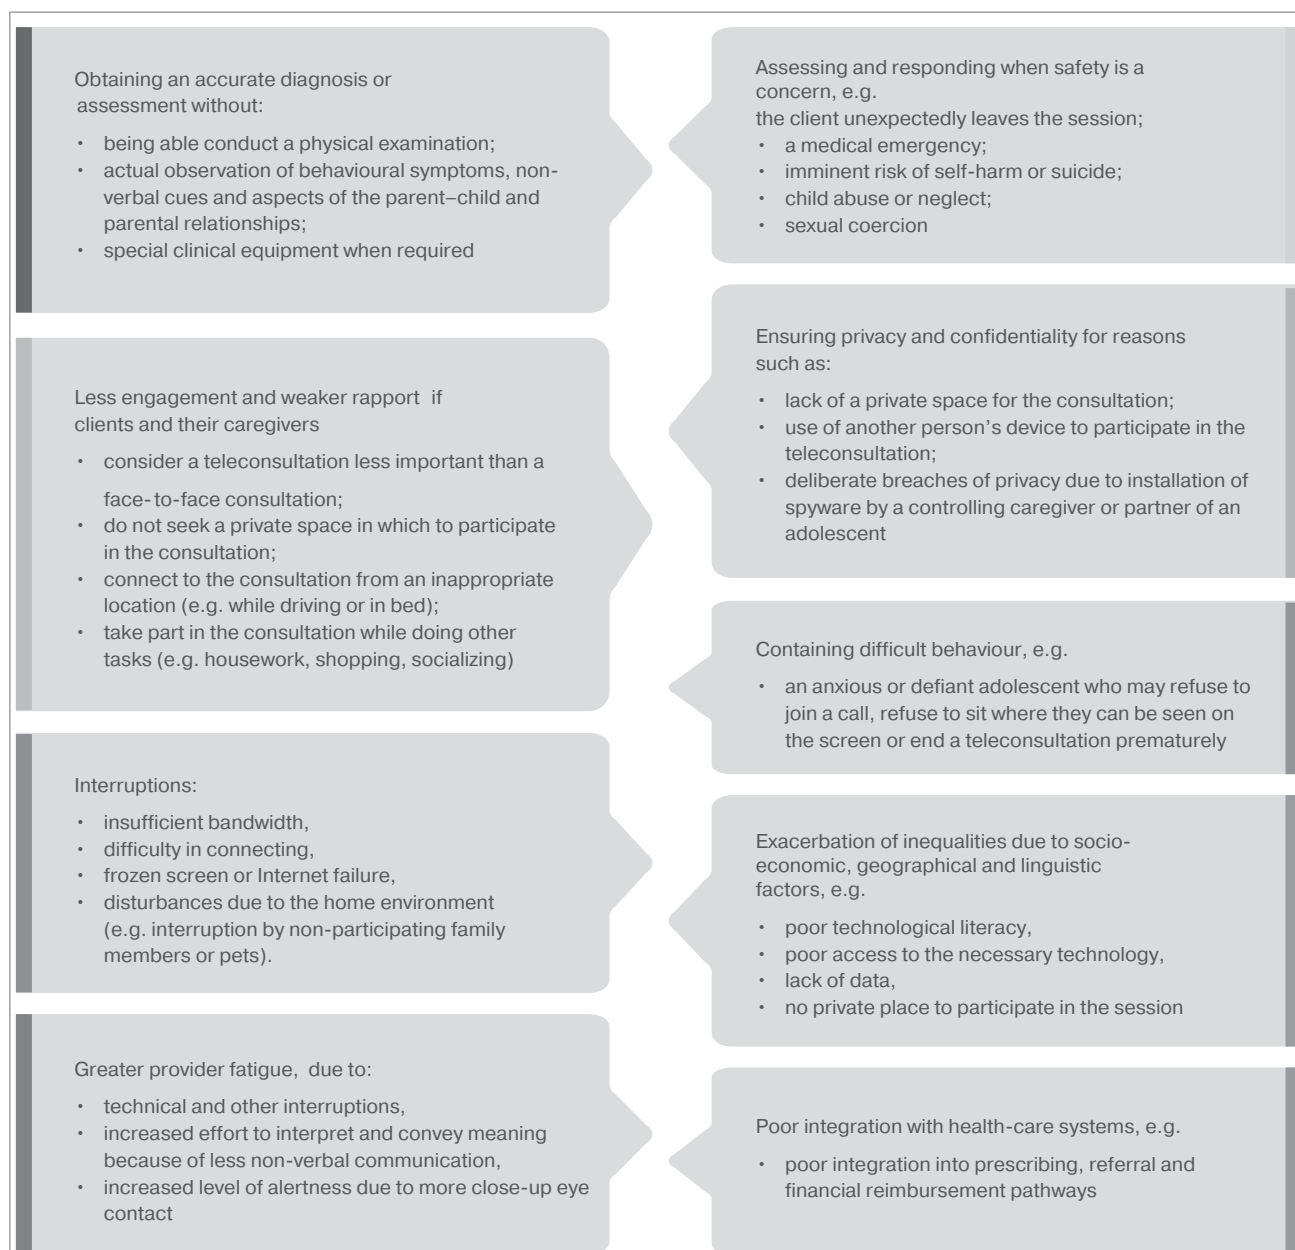 Obtaining an accurate diagnosis or
assessment without:
• being able conduct a physical examination;
• actual observation of behavioural symptoms, non-
verbal cues and aspects of the parent–child and
parental relationships;
• special clinical equipment when required
Less engagement and weaker rapport if
clients and their caregivers
• consider a teleconsultation less important than a
face-to-face consultation;
• do not seek a private space in which to participate
in the consultation;
• connect to the consultation from an inappropriate
location (e.g. while driving or in bed);
• take part in the consultation while doing other
tasks (e.g. housework, shopping, socializing)
Interruptions:
• insufficient bandwidth,
• difficulty in connecting,
• frozen screen or Internet failure,
• disturbances due to the home environment
(e.g. interruption by non-participating family
members or pets).
Greater provider fatigue, due to:
• technical and other interruptions,
• increased effort to interpret and convey meaning
because of less non-verbal communication,
• increased level of alertness due to more close-up eye
contact
Assessing and responding when safety is a
concern, e.g.
the client unexpectedly leaves the session;
• a medical emergency;
• imminent risk of self-harm or suicide;
• child abuse or neglect;
• sexual coercion
Ensuring privacy and confidentiality for reasons
such as:
• lack of a private space for the consultation;
• use of another person's device to participate in the
teleconsultation;
• deliberate breaches of privacy due to installation of
spyware by a controlling caregiver or partner of an
adolescent
Containing difficult behaviour, e.g.
• an anxious or defiant adolescent who may refuse to
join a call, refuse to sit where they can be seen on
the screen or end a teleconsultation prematurely
Exacerbation of inequalities due to socio-
economic, geographical and linguistic
factors, e.g.
• poor technological literacy,
• poor access to the necessary technology,
• lack of data,
• no private place to participate in the session
Poor integration with health-care systems, e.g.
• poor integration into prescribing, referral and
financial reimbursement pathways